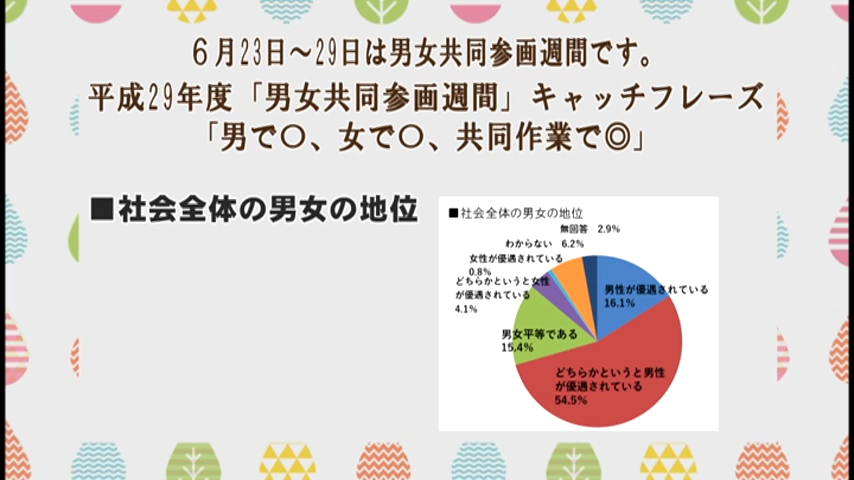 ６月23日～29日は男女共同参画週間です。
平成29年度「男女共同参画週間」キャッチフレーズ
「男で〇、女で〇、共同作業で◎」
■社会全体の男女の地位
■社会全体の男女の地位
無回答 2.9%
わからない 6.2%
女性が優遇されている
0.8%
どちらかというと女性
が優遇されている
4.1%
男性が優遇されている
16.1%
男女平等である
15.4%
どちらかというと男性
が優遇されている
54.5%